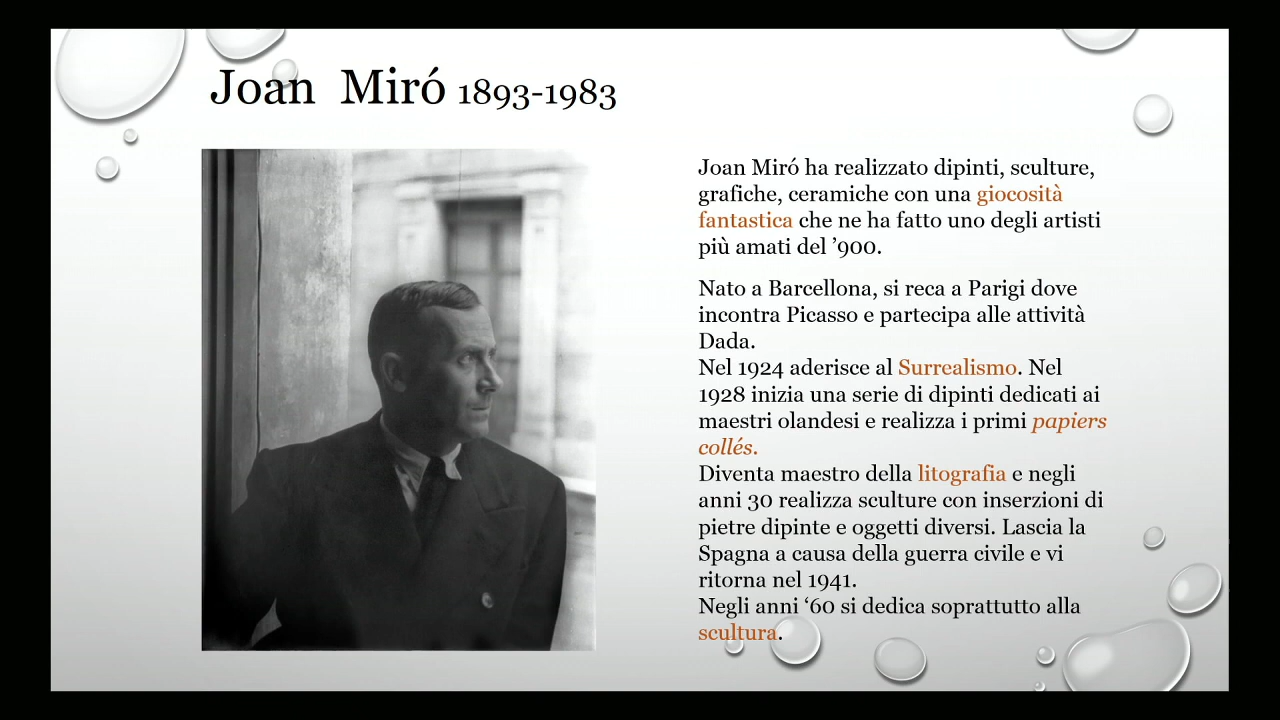 Joan Miró 1893-1983
Joan Miró ha realizzato dipinti, sculture,
grafiche, ceramiche con una giocosità
fantastica che ne ha fatto uno degli artisti
più amati del ’900.
Nato a Barcellona, si reca a Parigi dove
incontra Picasso e partecipa alle attività
Dada.
Nel 1924 aderisce al Surrealismo. Nel
1928 inizia una serie di dipinti dedicati ai
maestri olandesi e realizza i primi papiers
collés.
Diventa maestro della litografia e negli
anni 30 realizza sculture con inserzioni di
pietre dipinte e oggetti diversi. Lascia la
Spagna a causa della guerra civile e vi
ritorna nel 1941.
Negli anni ‘60 si dedica soprattutto alla
scultura.